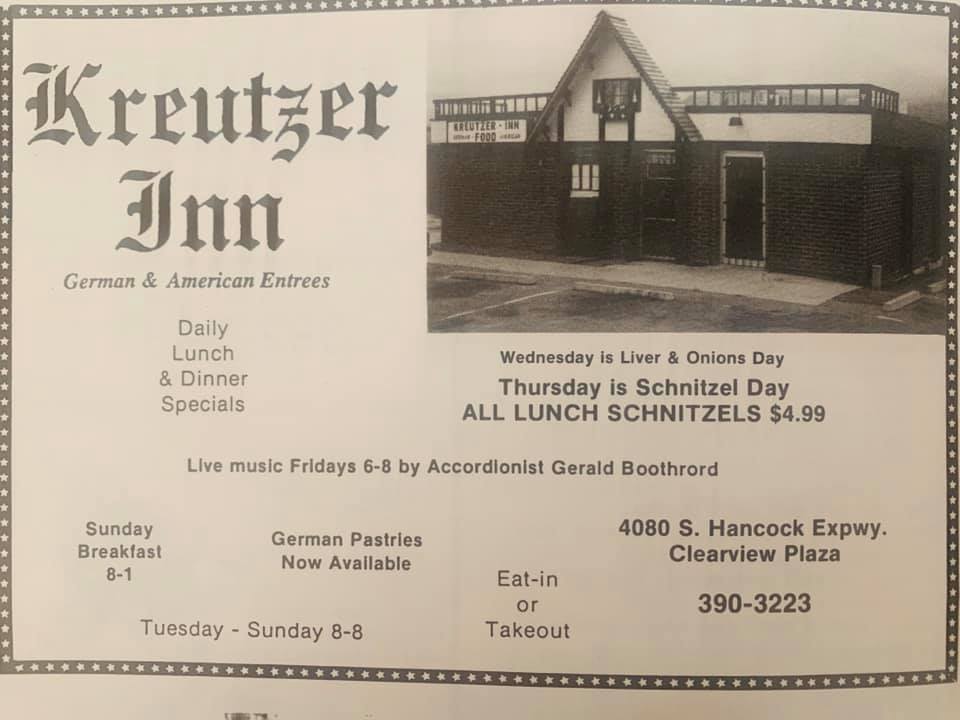 Kreutzer
Inn
German & American Entrees
Daily
Lunch
& Dinner
Specials
KREUTZER - INN
GERMAN - FOOD - AMERICAN
Wednesday is Liver & Onions Day
Thursday is Schnitzel Day
ALL LUNCH SCHNITZELS $4.99
Live music Fridays 6-8 by Accordionist Gerald Boothrord
Sunday
Breakfast
8-1
German Pastries
Now Available
Eat-in
or
Takeout
4080 S. Hancock Expwy.
Clearview Plaza
390-3223
Tuesday - Sunday 8-8